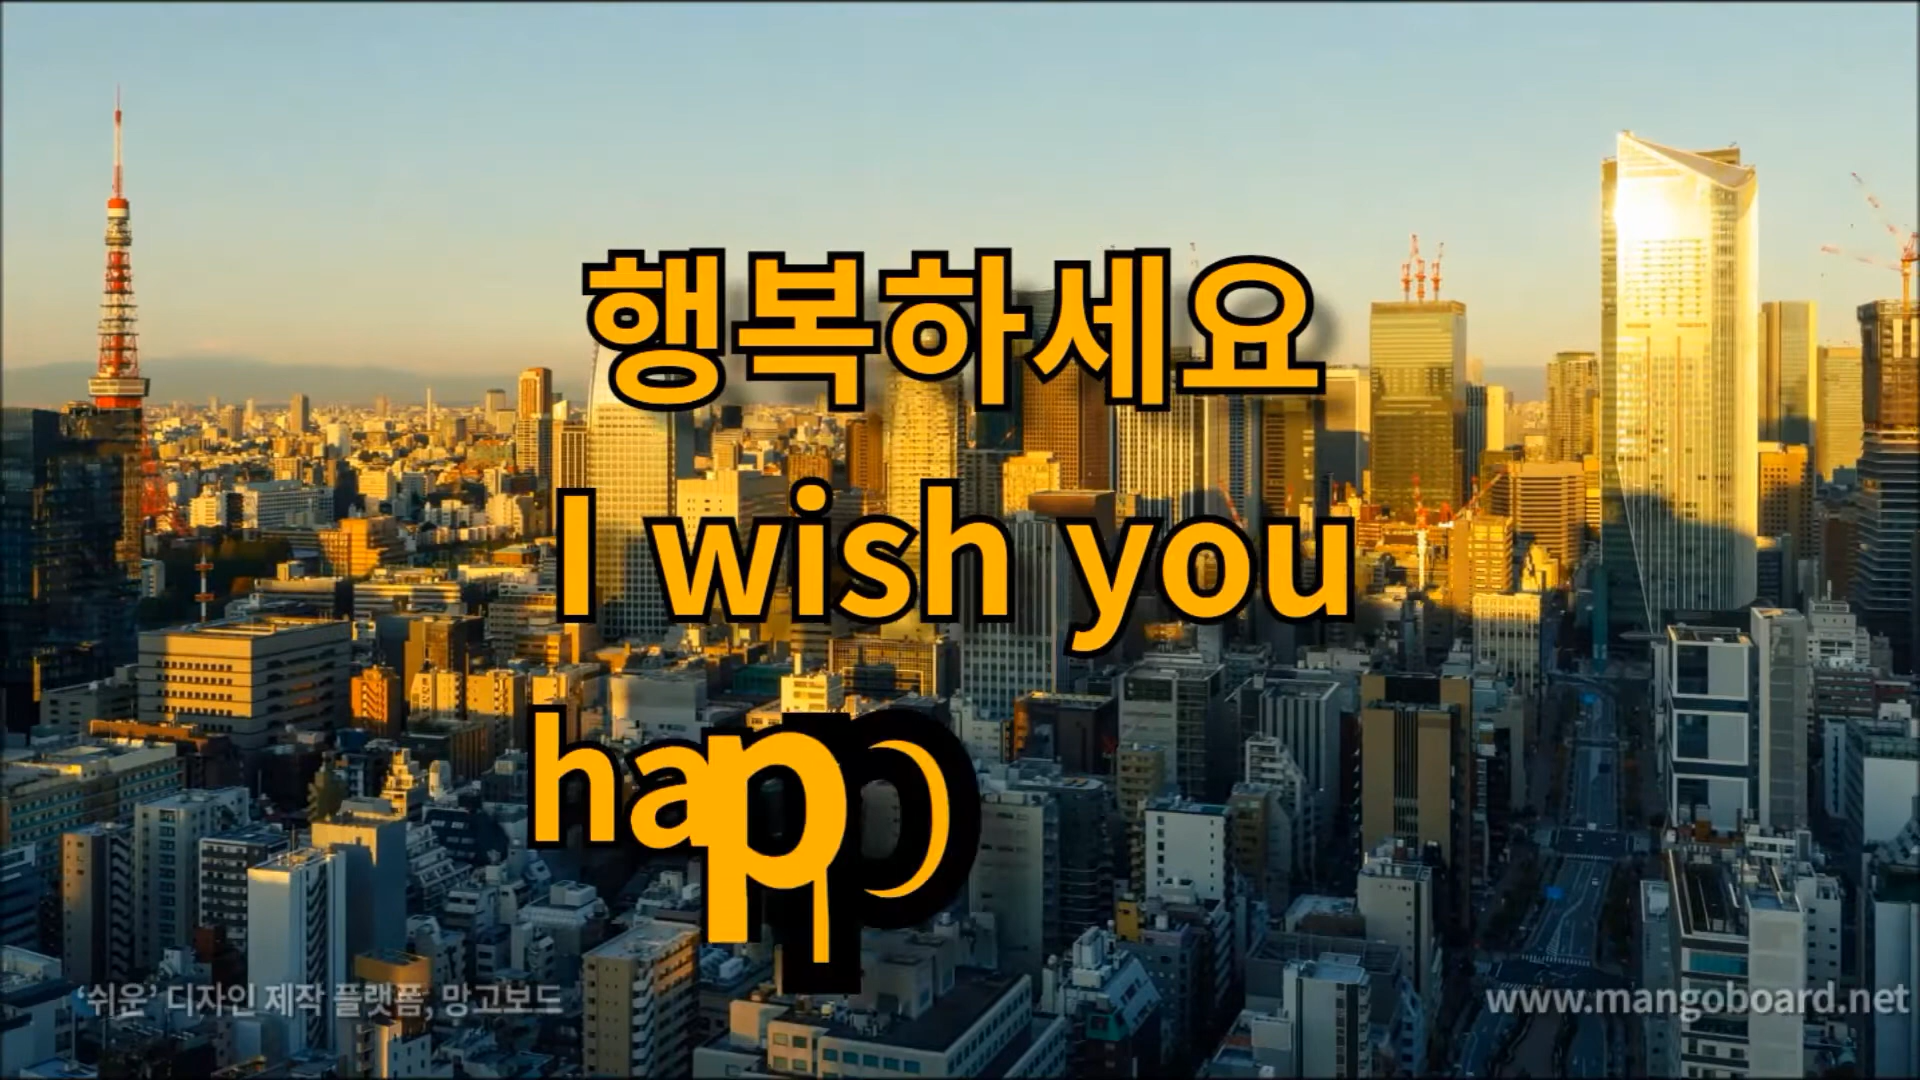 행복하세요
I wish you
happ
‘쉬운’ 디자인 제작 플랫폼, 망고보드
www.mangoboard.net